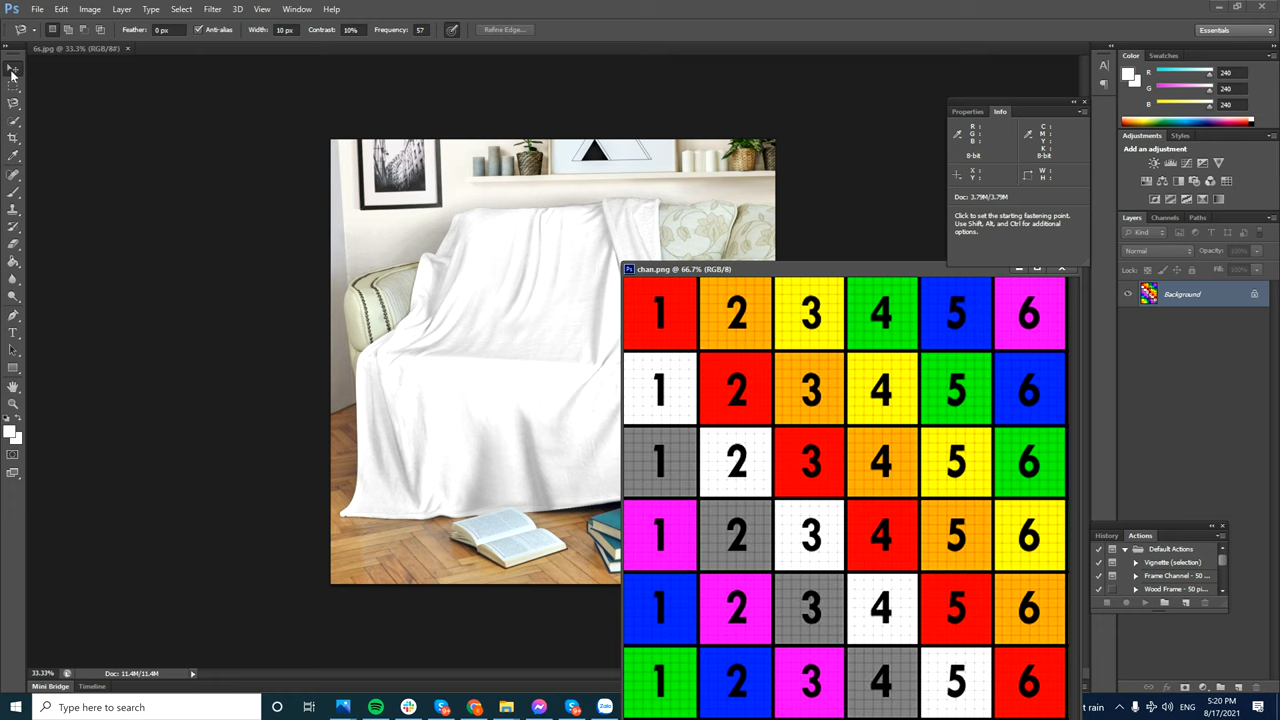 Ps File Edit Image Layer Type Select Filter 3D View Window Help
Feather: 0 px Anti-alias Width: 10 px Contrast: 10% Frequency: 57 Refine Edge... Essentials
6s.jpg @ 33.3% (RGB/8#) ×
Color Swatches
R 240
G 240
B 240
Properties Info
R : C :
G : M :
B : Y :
K :
8-bit 8-bit
X : W :
Y : H :
Doc: 3.79M/3.79M
Click to set the starting fastening point.
Use Shift, Alt, and Ctrl for additional
options.
Adjustments Styles
Add an adjustment
Layers Channels Paths
Kind
Normal Opacity: 100%
Lock: Fill: 100%
Background
Ps chan.png @ 66.7% (RGB/8)
1 2 3 4 5 6
1 2 3 4 5 6
1 2 3 4 5 6
1 2 3 4 5 6
1 2 3 4 5 6
1 2 3 4 5 6
History Actions
Default Actions
Vignette (selection)
Frame Channel - 50 ...
Wood Frame - 50 pi...
33.33% Doc: 11.4M/11.4M
Mini Bridge Timeline
Type here to search
Zalo
t rain
ENG
5:20 PM
8/17/2021